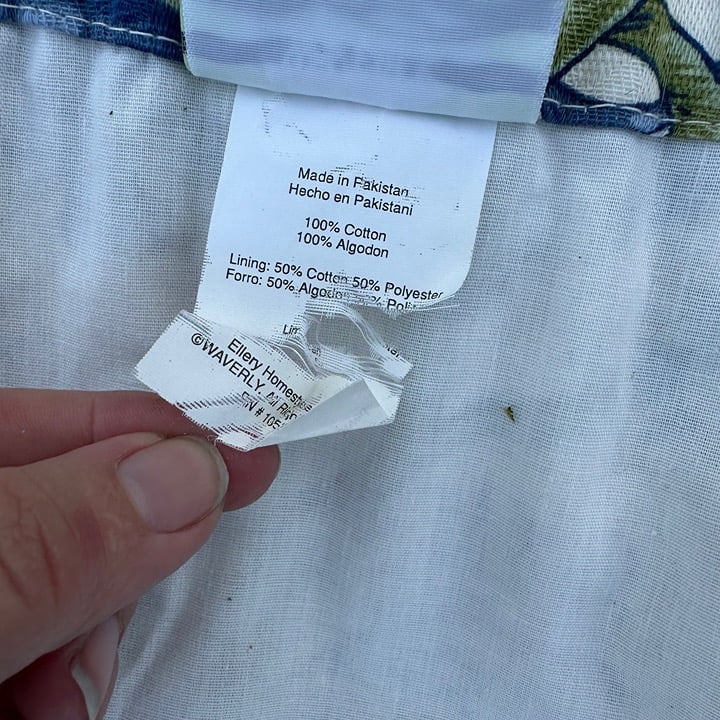 Made in Pakistan
Hecho en Pakistani
100% Cotton
100% Algodon
Lining: 50% Cotton 50% Polyester
Forro: 50% Algodon
Ellery
©WAVERLY. All